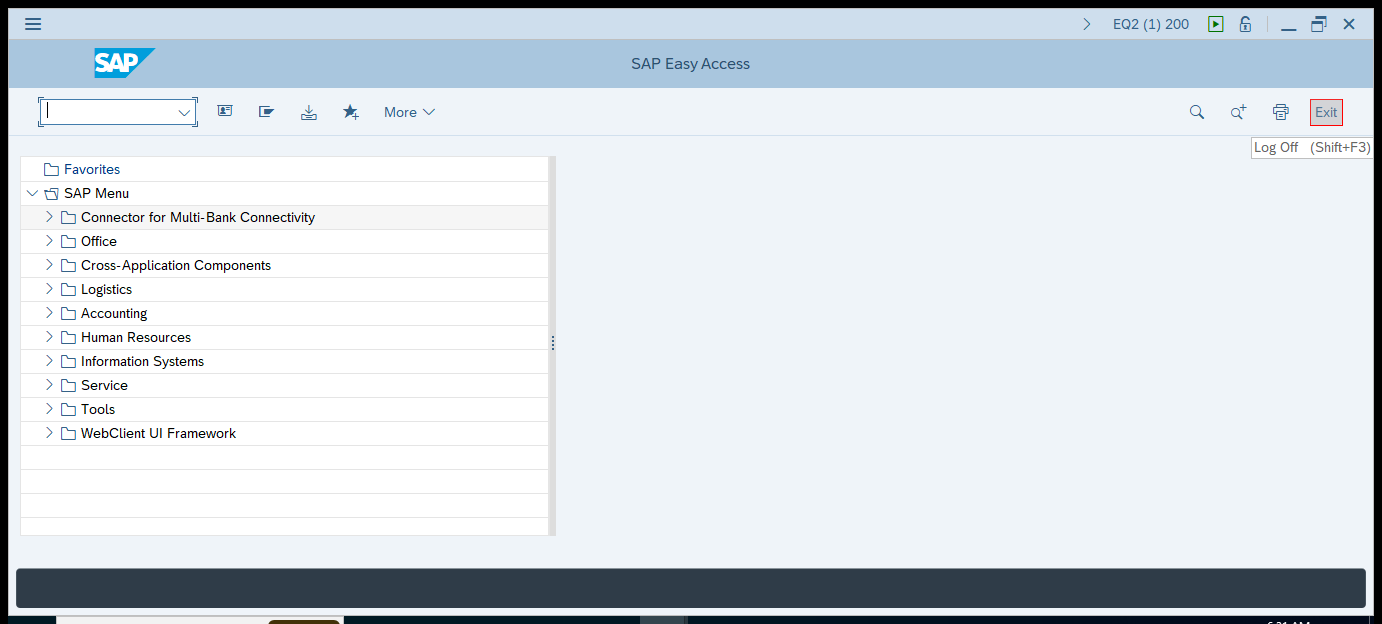 EQ2 (1) 200
SAP
SAP Easy Access
More
Exit
Log Off (Shift+F3)
Favorites
SAP Menu
Connector for Multi-Bank Connectivity
Office
Cross-Application Components
Logistics
Accounting
Human Resources
Information Systems
Service
Tools
WebClient UI Framework